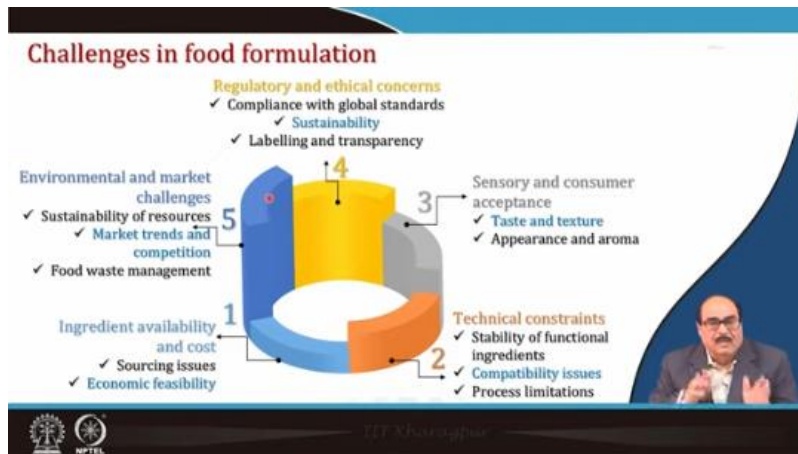 Challenges in food formulation
Regulatory and ethical concerns
✓ Compliance with global standards
✓ Sustainability
✓ Labelling and transparency
4
Environmental and market
challenges
✓ Sustainability of resources
✓ Market trends and
competition
✓ Food waste management
5
3
Sensory and consumer
acceptance
✓ Taste and texture
✓ Appearance and aroma
Ingredient availability
and cost
✓ Sourcing issues
✓ Economic feasibility
1
2
Technical constraints
✓ Stability of functional
ingredients
✓ Compatibility issues
✓ Process limitations
NPTEL
IIT Kharagpur